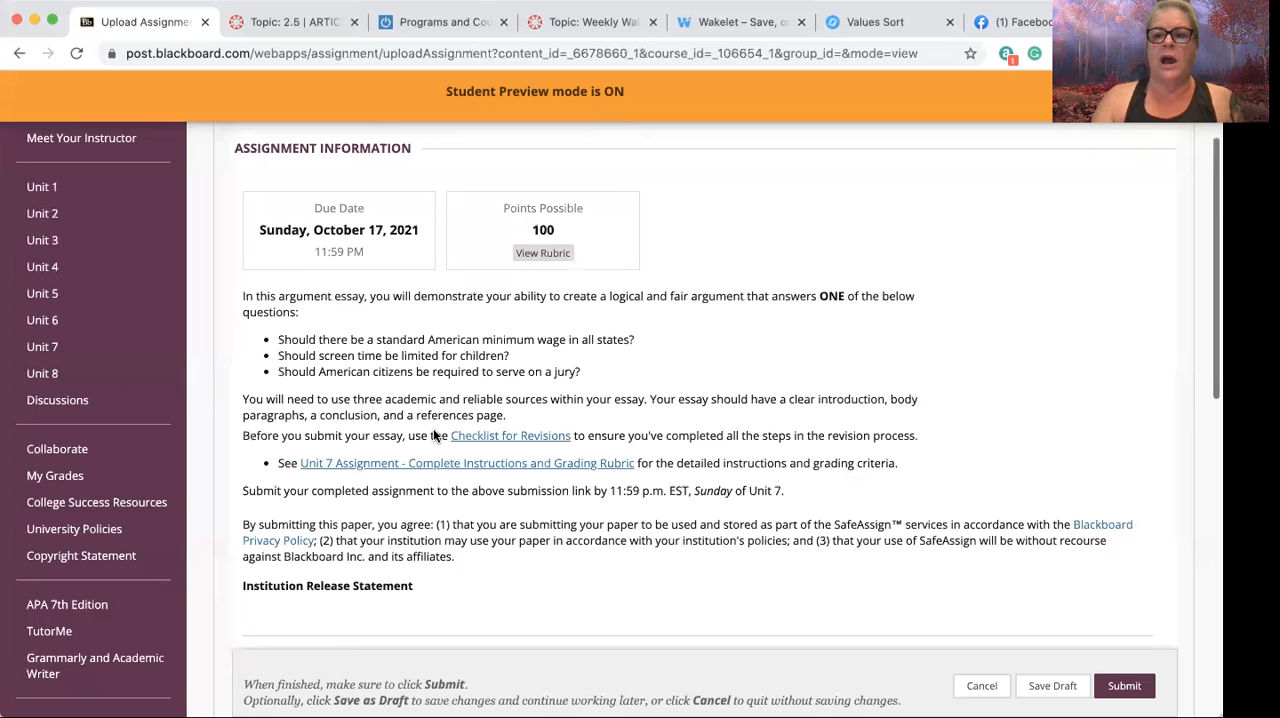 Upload Assignme
Topic: 2.5 | ARTIC
Programs and Cou
Topic: Weekly Wa
Wakelet – Save, o
Values Sort
(1) Faceboo
post.blackboard.com/webapps/assignment/uploadAssignment?content_id=_6678660_1&course_id=_106654_1&group_id=&mode=view
1
Student Preview mode is ON
Meet Your Instructor
Unit 1
Unit 2
Unit 3
Unit 4
Unit 5
Unit 6
Unit 7
Unit 8
Discussions
Collaborate
My Grades
College Success Resources
University Policies
Copyright Statement
APA 7th Edition
TutorMe
Grammarly and Academic
Writer
ASSIGNMENT INFORMATION
Due Date
Sunday, October 17, 2021
11:59 PM
Points Possible
100
View Rubric
In this argument essay, you will demonstrate your ability to create a logical and fair argument that answers ONE of the below
questions:
• Should there be a standard American minimum wage in all states?
• Should screen time be limited for children?
• Should American citizens be required to serve on a jury?
You will need to use three academic and reliable sources within your essay. Your essay should have a clear introduction, body
paragraphs, a conclusion, and a references page.
Before you submit your essay, use the Checklist for Revisions to ensure you've completed all the steps in the revision process.
• See Unit 7 Assignment - Complete Instructions and Grading Rubric for the detailed instructions and grading criteria.
Submit your completed assignment to the above submission link by 11:59 p.m. EST, Sunday of Unit 7.
By submitting this paper, you agree: (1) that you are submitting your paper to be used and stored as part of the SafeAssign™ services in accordance with the Blackboard
Privacy Policy; (2) that your institution may use your paper in accordance with your institution's policies; and (3) that your use of SafeAssign will be without recourse
against Blackboard Inc. and its affiliates.
Institution Release Statement
When finished, make sure to click Submit.
Optionally, click Save as Draft to save changes and continue working later, or click Cancel to quit without saving changes.
Cancel
Save Draft
Submit